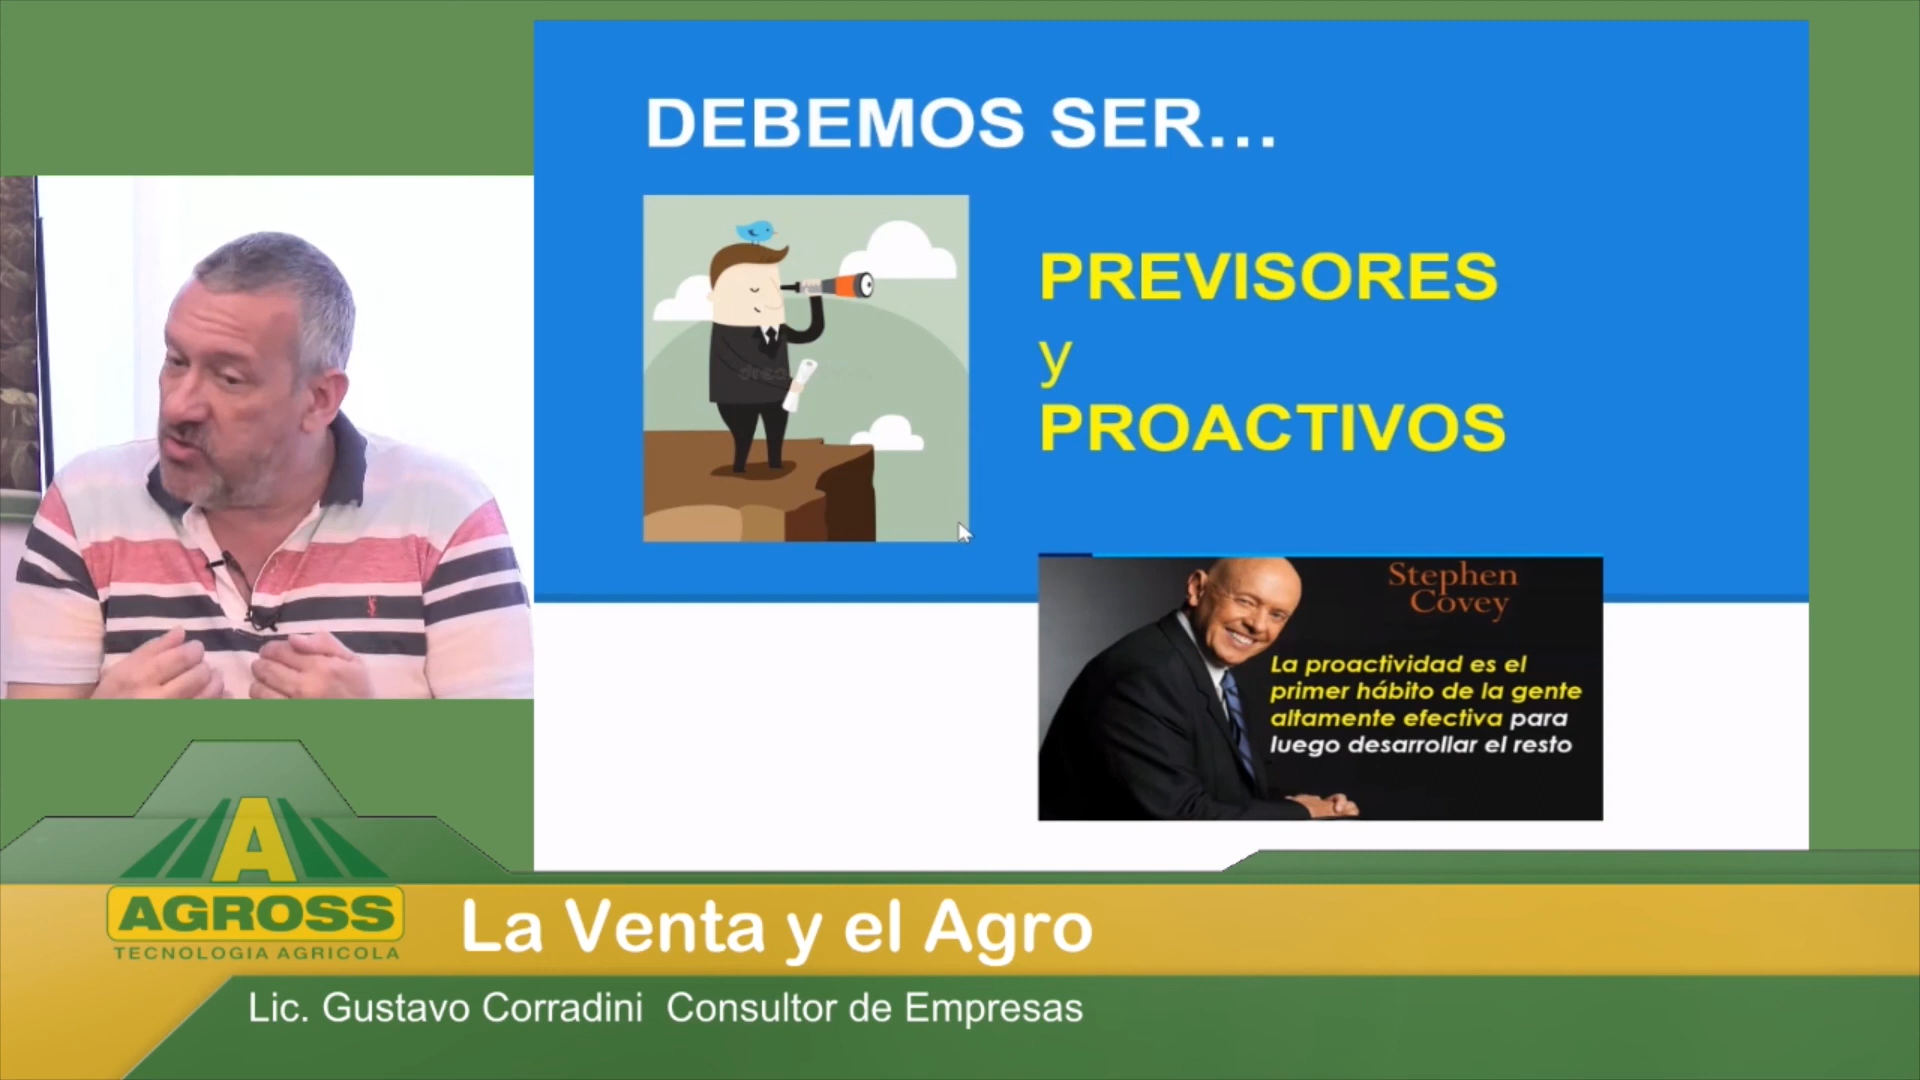 DEBEMOS SER...
PREVISORES
y
PROACTIVOS
Stephen
Covey
La proactividad es el
primer hábito de la gente
altamente efectiva para
luego desarrollar el resto
A
AGROSS
TECNOLOGIA AGRICOLA
La Venta y el Agro
Lic. Gustavo Corradini Consultor de Empresas